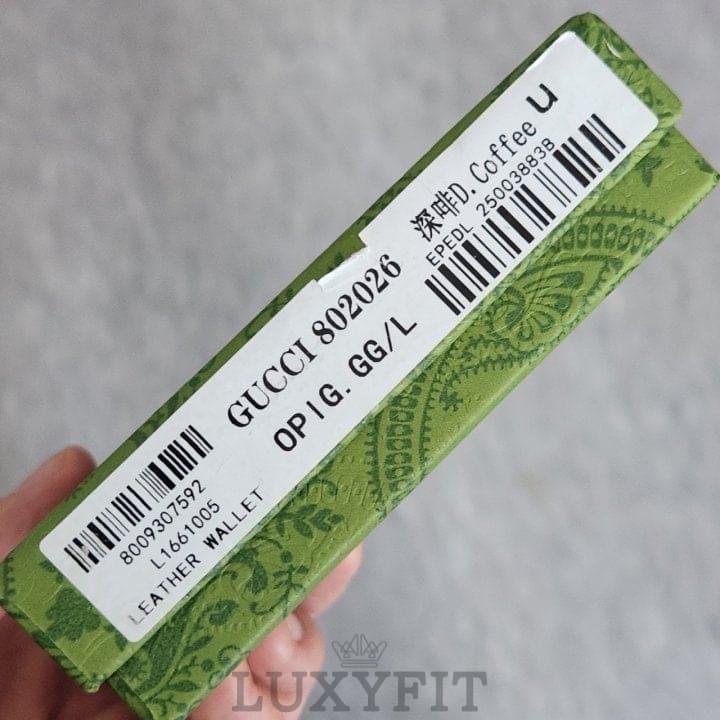 GUCCI 802026
OPIG. GG/L
深啡D.Coffee
u
EPEDL 25003883B
8009307592
L1661005
LEATHER WALLET
LUXYFIT